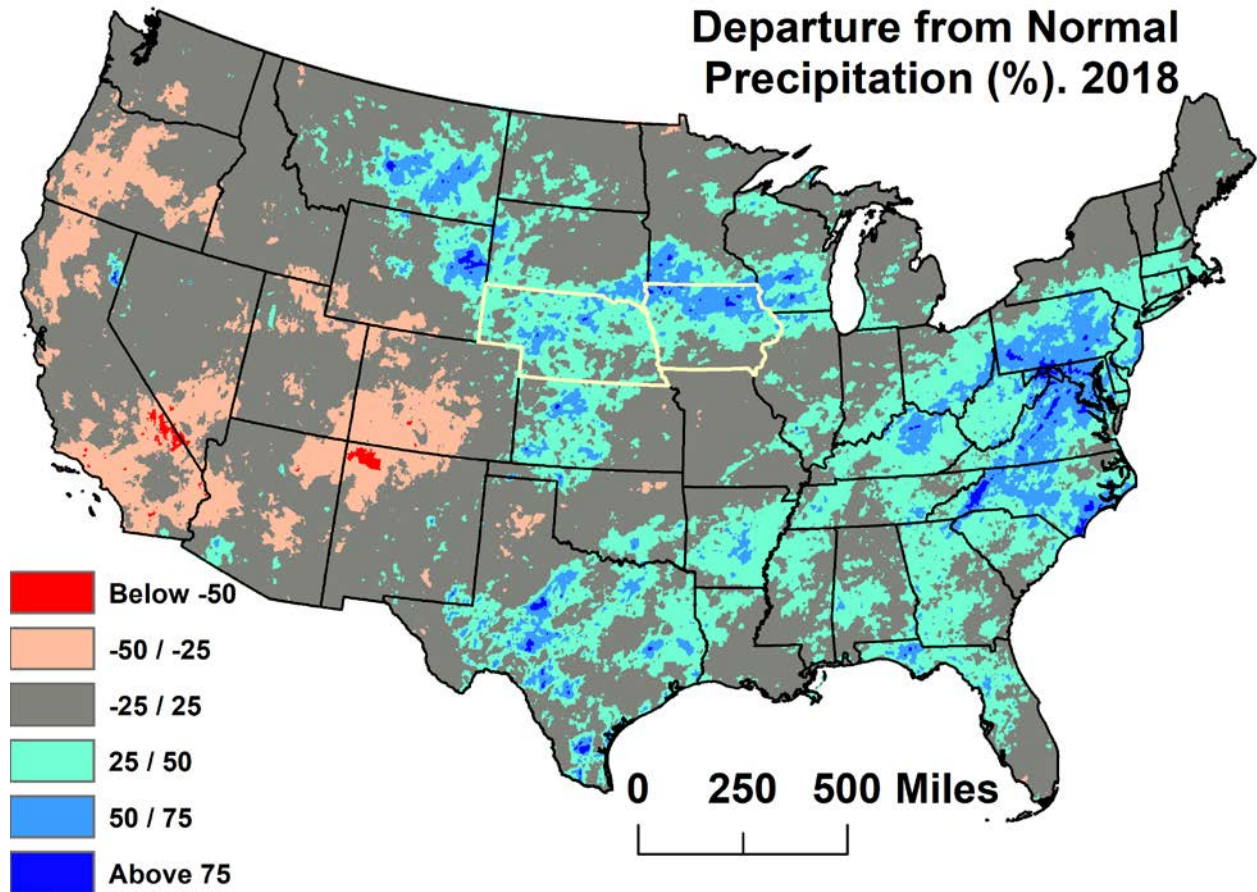 Departure from Normal
Precipitation (%). 2018
Below -50
-50 / -25
-25 / 25
25 / 50
50 / 75
Above 75
0 250 500 Miles